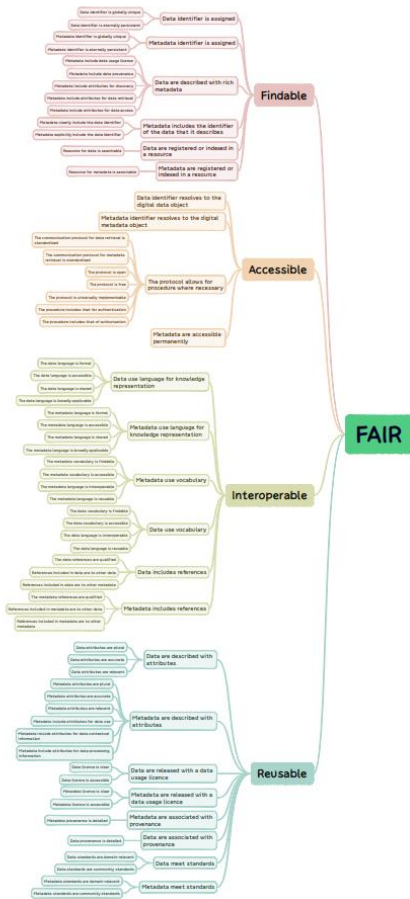 Data identifier is globally unique
Data identifier is eternally persistent
Data identifier is assigned
Metadata identifier is globally unique
Metadata identifier is eternally persistent
Metadata identifier is assigned
Metadata include data usage licence
Metadata include data provenance
Metadata include attributes for discovery
Metadata include attributes for data retrieval
Metadata include attributes for data access
Data are described with rich
metadata
Metadata clearly include the data identifier
Metadata explicitly include the data identifier
Metadata includes the identifier
of the data that it describes
Resource for data is searchable
Data are registered or indexed in
a resource
Resource for metadata is searchable
Metadata are registered or
indexed in a resource
Findable
Data identifier resolves to the
digital data object
Metadata identifier resolves to the digital
metadata object
The communication protocol for data retrieval is
standardised
The communication protocol for metadata
retrieval is standardised
The protocol is open
The protocol is free
The protocol is universally implementable
The procedure includes that for authentication
The procedure includes that of authorisation
The protocol allows for
procedure where necessary
Metadata are accessible
permanently
Accessible
The data language is formal
The data language is accessible
The data language is shared
The data language is broadly applicable
Data use language for knowledge
representation
The metadata language is formal
The metadata language is accessible
The metadata language is shared
The metadata language is broadly applicable
Metadata use language for
knowledge representation
The metadata vocabulary is findable
The metadata vocabulary is accessible
The metadata language is interoperable
The metadata language is reusable
Metadata use vocabulary
The data vocabulary is findable
The data vocabulary is accessible
The data language is interoperable
The data language is reusable
Data use vocabulary
The data references are qualified
References included in data are to other data
References included in data are to other metadata
Data includes references
The metadata references are qualified
References included in metadata are to other data
References included in metadata are to other
metadata
Metadata includes references
Interoperable
FAIR
Data attributes are plural
Data attributes are accurate
Data attributes are relevant
Data are described with
attributes
Metadata attributes are plural
Metadata attributes are accurate
Metadata attributes are relevant
Metadata include attributes for data use
Metadata include attributes for data contextual
information
Metadata include attributes for data processing
information
Metadata are described with
attributes
Data licence is clear
Data licence is accessible
Data are released with a data
usage licence
Metadata licence is clear
Metadata licence is accessible
Metadata are released with a
data usage licence
Metadata provenance is detailed
Metadata are associated with
provenance
Data provenance is detailed
Data are associated with
provenance
Data standards are domain relevant
Data standards are community standards
Data meet standards
Metadata standards are domain relevant
Metadata standards are community standards
Metadata meet standards
Reusable